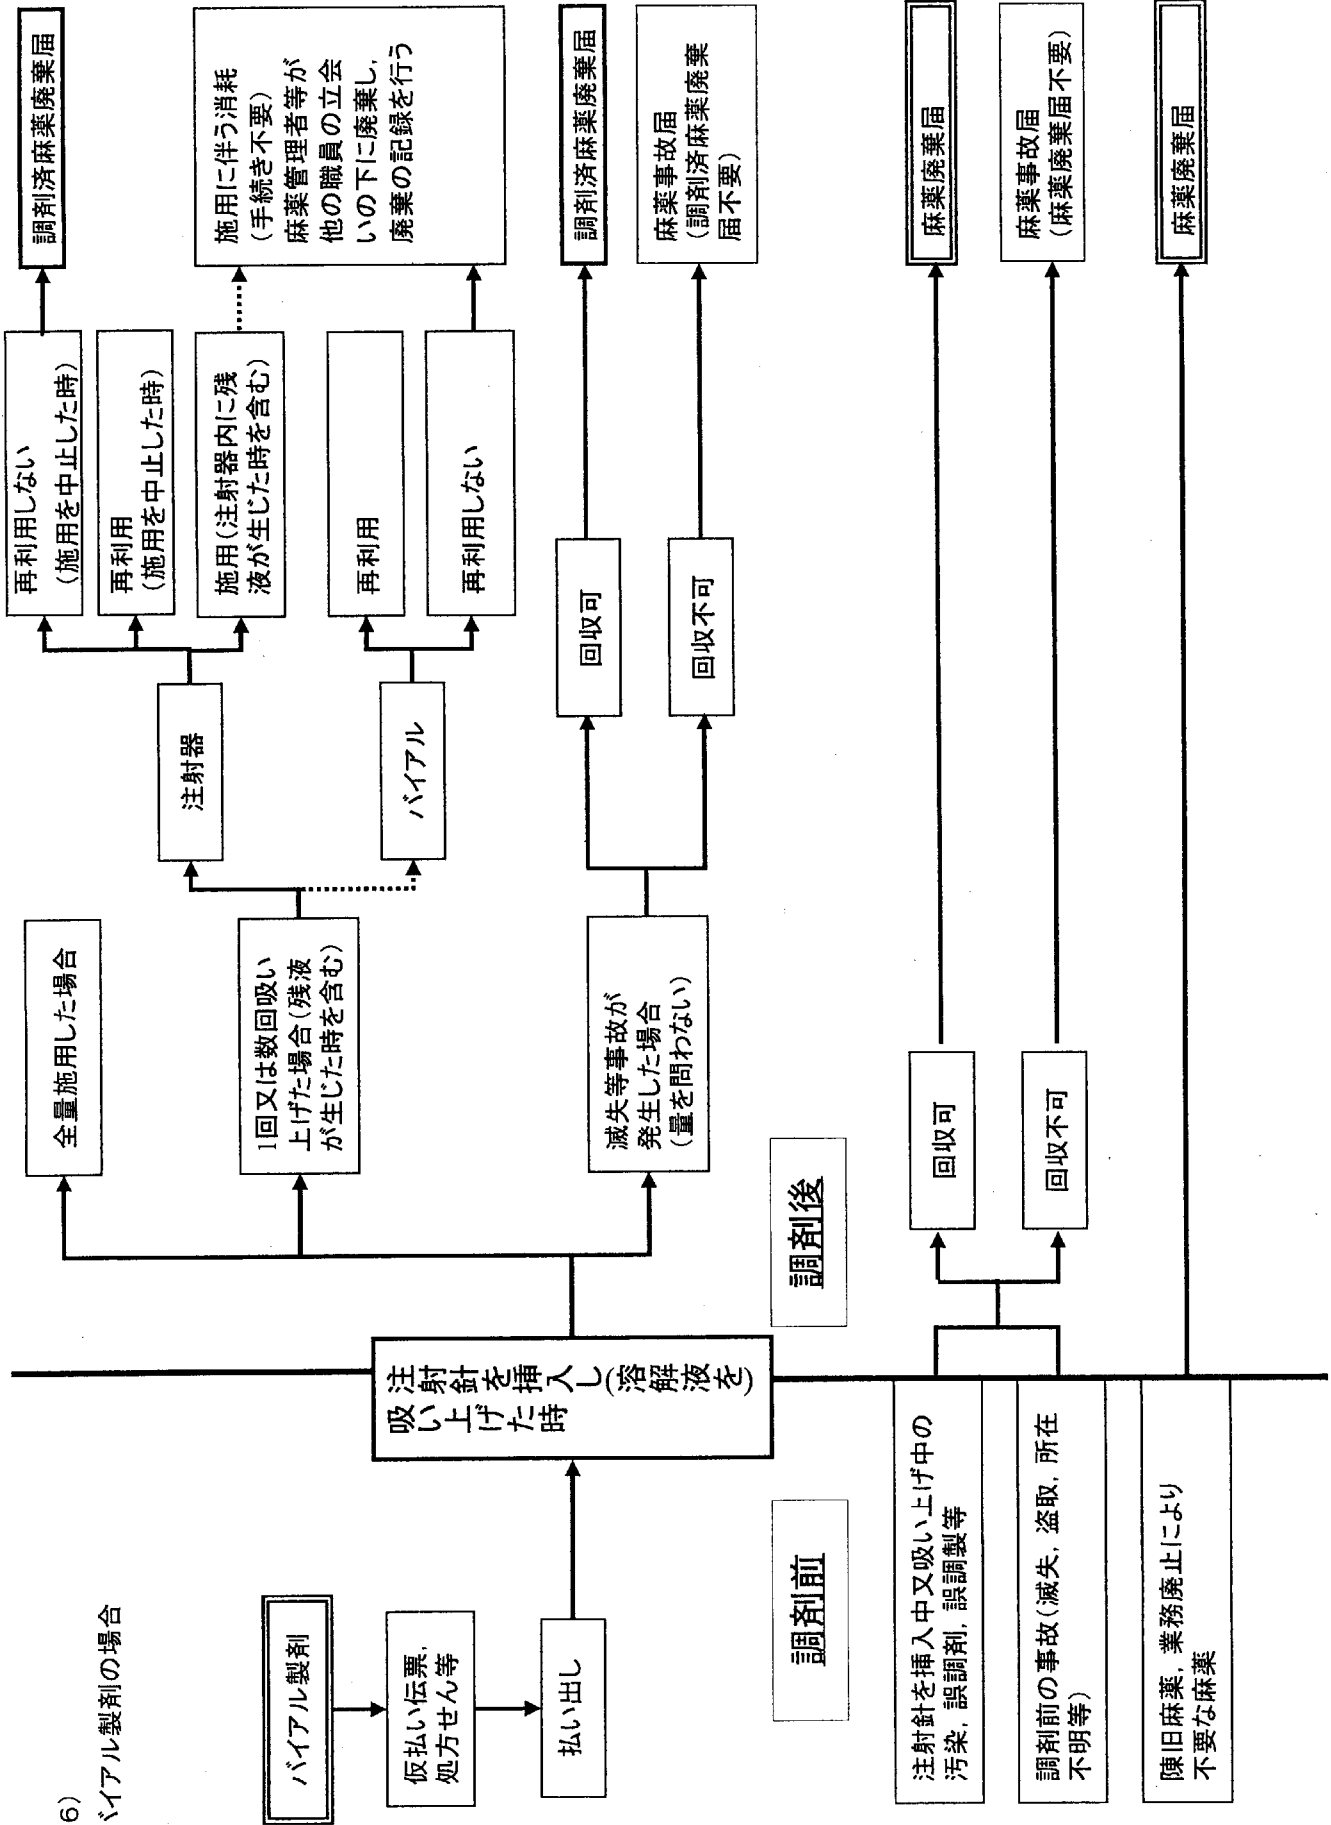 6)
バイアル製剤の場合
バイアル製剤
仮払い伝票,
処方せん等
払い出し
調剤前
注射針を挿入し(溶解液を)
吸い上げた時
調剤後
全量施用した場合
1回又は数回吸い
上げた場合(残液
が生じた時を含む)
注射器
再利用しない
(施用を中止した時)
調剤済麻薬廃棄届
再利用
(施用を中止した時)
施用(注射器内に残
液が生じた時を含む)
施用に伴う消耗
(手続き不要)
麻薬管理者等が
他の職員の立会
いの下に廃棄し,
廃棄の記録を行う
バイアル
再利用
再利用しない
滅失等事故が
発生した場合
(量を問わない)
回収可
調剤済麻薬廃棄届
回収不可
麻薬事故届
(調剤済麻薬廃棄
届不要)
注射針を挿入中又吸い上げ中の
汚染, 誤調剤, 誤調製等
調剤前の事故(滅失, 盗取, 所在
不明等)
回収可
麻薬廃棄届
回収不可
麻薬事故届
(麻薬廃棄届不要)
陳旧麻薬, 業務廃止により
不要な麻薬
麻薬廃棄届